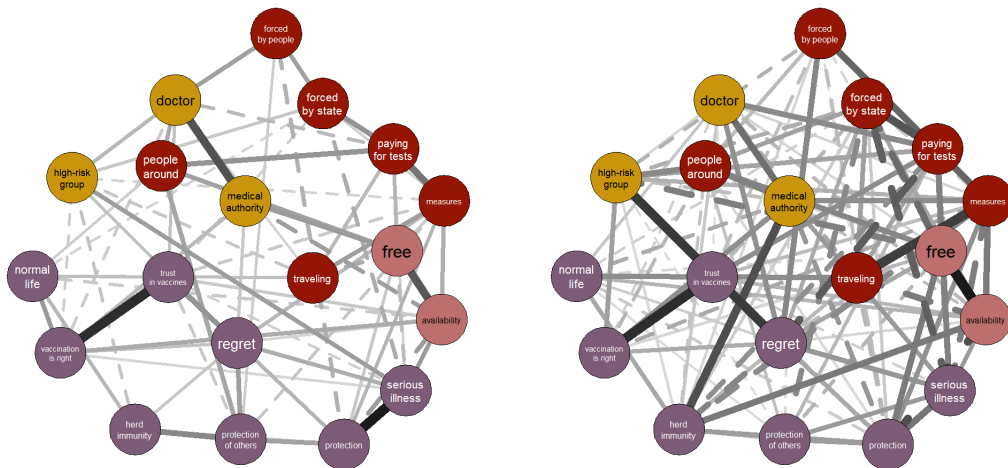 forced
by people
doctor
forced
by state
paying
for tests
people
around
high-risk
group
medical
authority
measures
free
normal
life
trust
in vaccines
traveling
availability
vaccination
is right
regret
serious
illness
herd
immunity
protection
of others
protection
forced
by people
doctor
forced
by state
paying
for tests
people
around
high-risk
group
medical
authority
measures
free
normal
life
trust
in vaccines
traveling
availability
vaccination
is right
regret
serious
illness
herd
immunity
protection
of others
protection